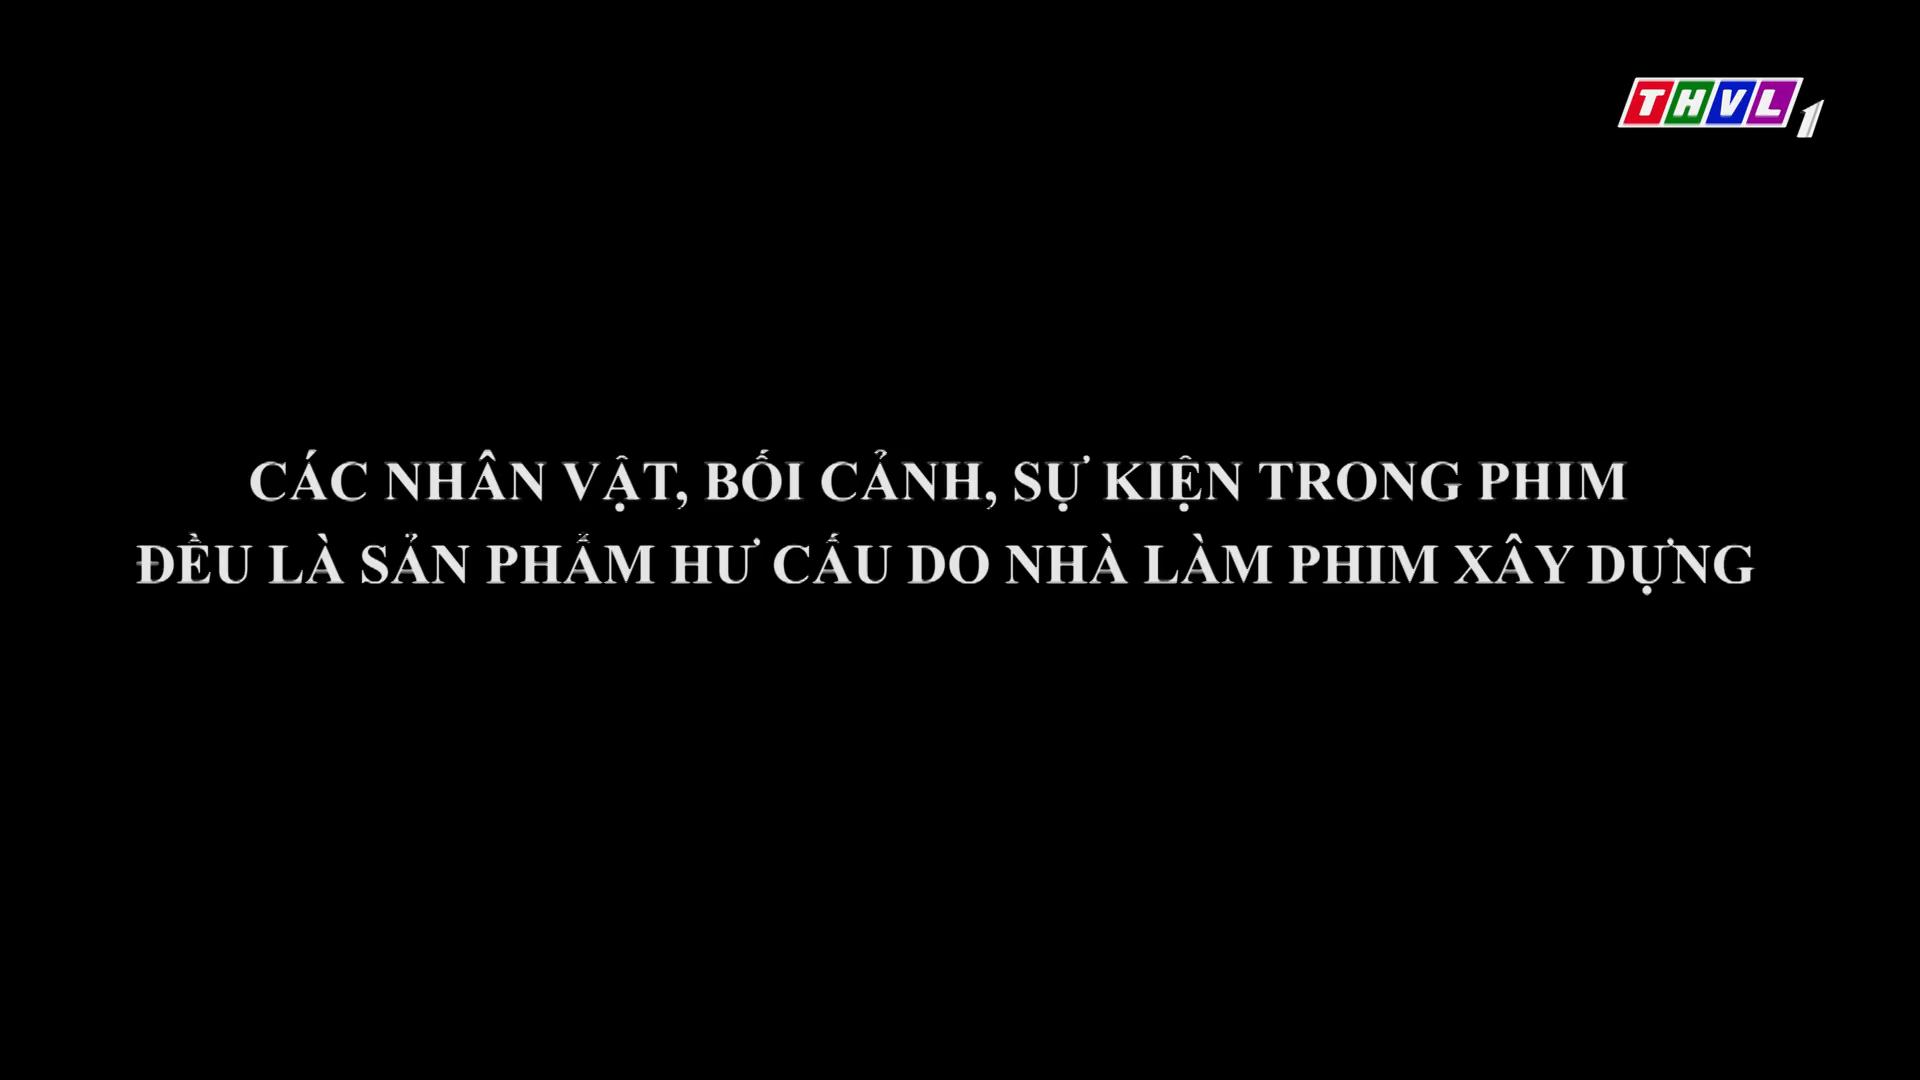 THVL1
CÁC NHÂN VẬT, BỐI CẢNH, SỰ KIỆN TRONG PHIM
ĐỀU LÀ SẢN PHẨM HƯ CẤU DO NHÀ LÀM PHIM XÂY DỰNG